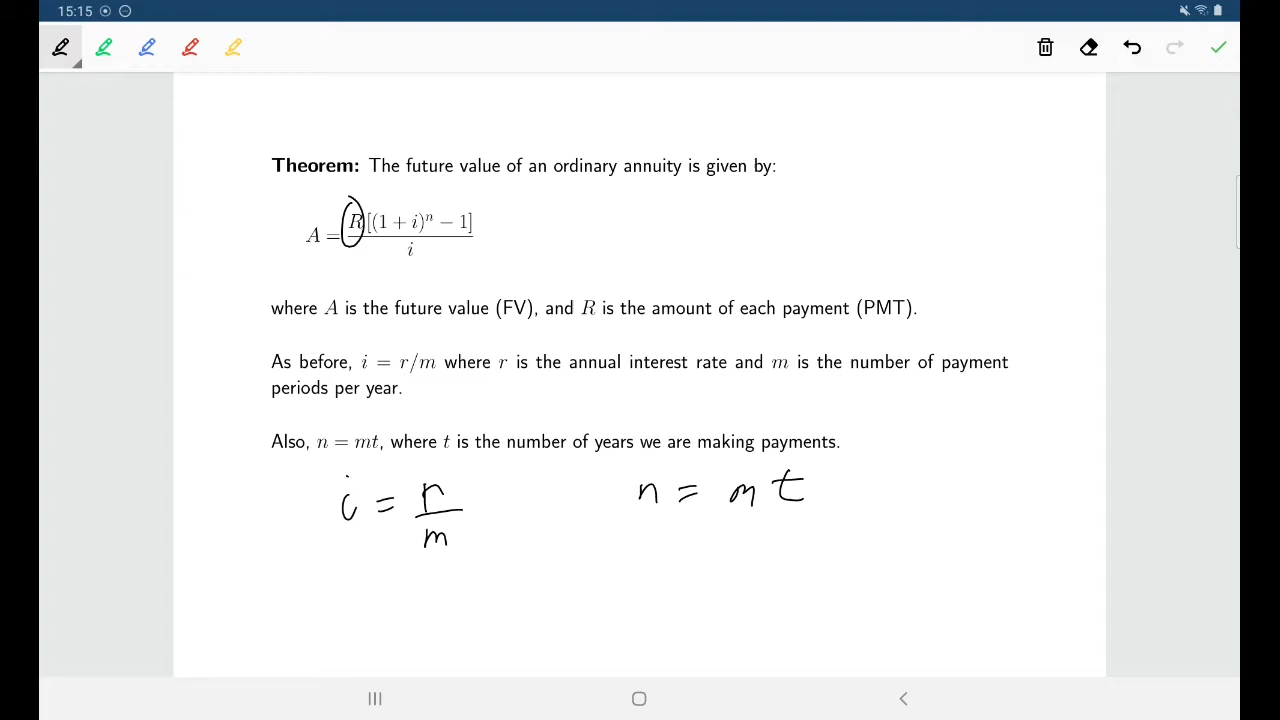 15:15
Theorem: The future value of an ordinary annuity is given by:
A = R[(1 + i)ⁿ − 1]
i
where A is the future value (FV), and R is the amount of each payment (PMT).
As before, i = r/m where r is the annual interest rate and m is the number of payment
periods per year.
Also, n = mt, where t is the number of years we are making payments.
i = r n = m t
m